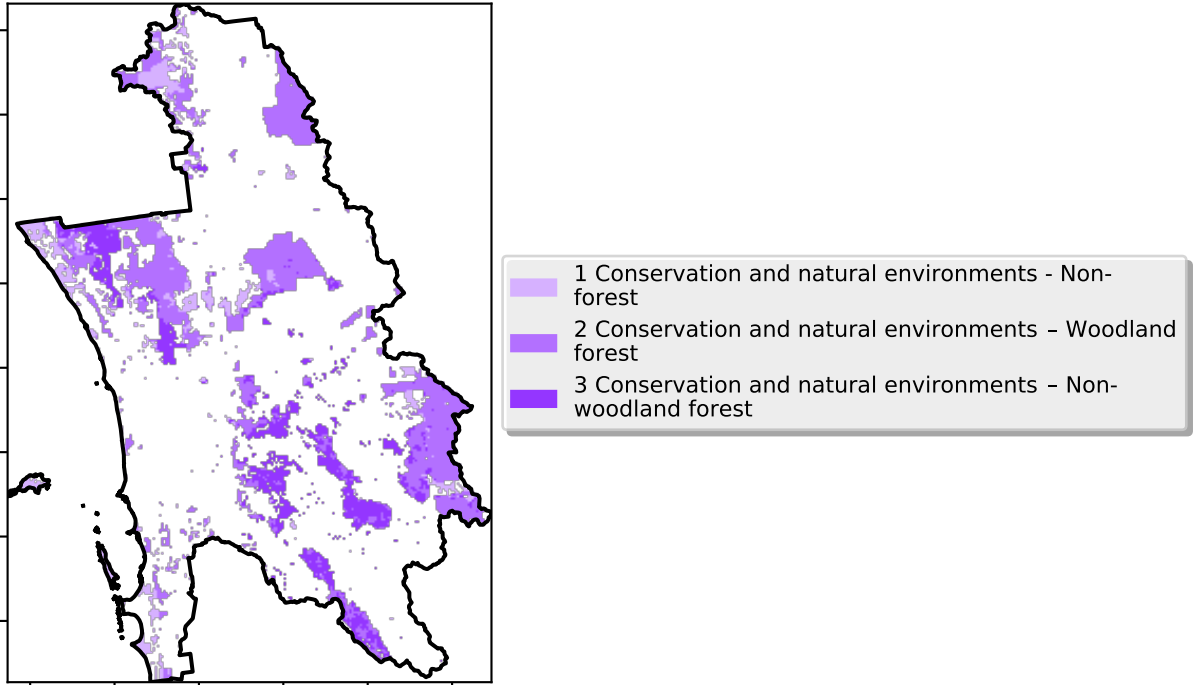 1 Conservation and natural environments - Non-
forest
2 Conservation and natural environments – Woodland
forest
3 Conservation and natural environments – Non-
woodland forest